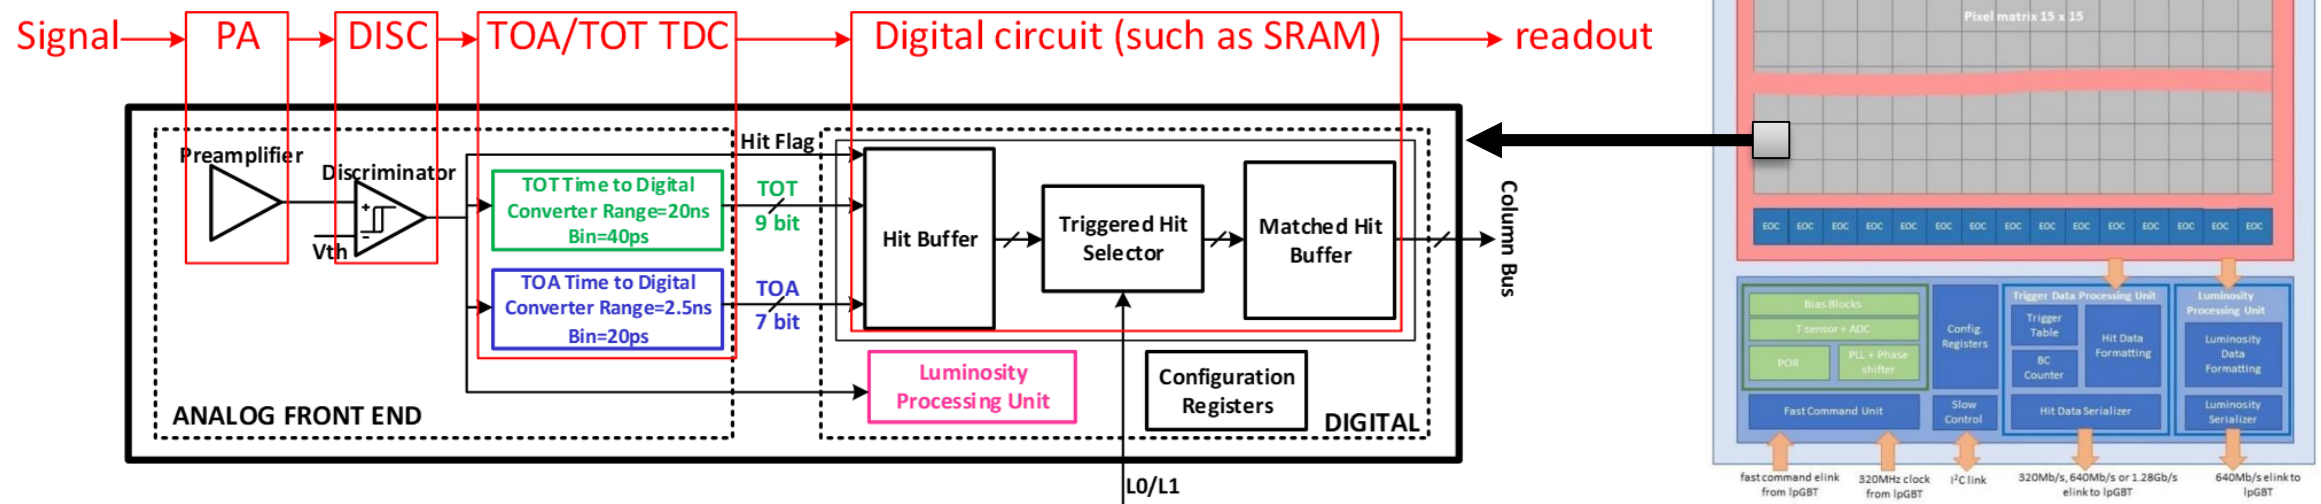 Signal
PA
DISC
TOA/TOT TDC
Digital circuit (such as SRAM)
readout
Preamplifier
Discriminator
Vth
TOT Time to Digital
Converter Range=20ns
Bin=40ps
TOA Time to Digital
Converter Range=2.5ns
Bin=20ps
ANALOG FRONT END
Hit Flag
TOT
9 bit
TOA
7 bit
Hit Buffer
Triggered Hit
Selector
Matched Hit
Buffer
Luminosity
Processing Unit
Configuration
Registers
DIGITAL
L0/L1
Column Bus
Pixel matrix 15 x 15
EOC EOC EOC EOC EOC EOC EOC EOC EOC EOC EOC EOC EOC EOC EOC
Bias Blocks
T sensor + ADC
POR
PLL + Phase
shifter
Fast Command Unit
Config.
Registers
Slow
Control
Trigger Data Processing Unit
Trigger
Table
BC
Counter
Hit Data
Formatting
Hit Data Serializer
Luminosity
Processing Unit
Luminosity
Data
Formatting
Luminosity
Serializer
fast command elink
from lpGBT
320MHz clock
from lpGBT
I²C link
320Mb/s, 640Mb/s or 1.28Gb/s
elink to lpGBT
640Mb/s elink to
lpGBT